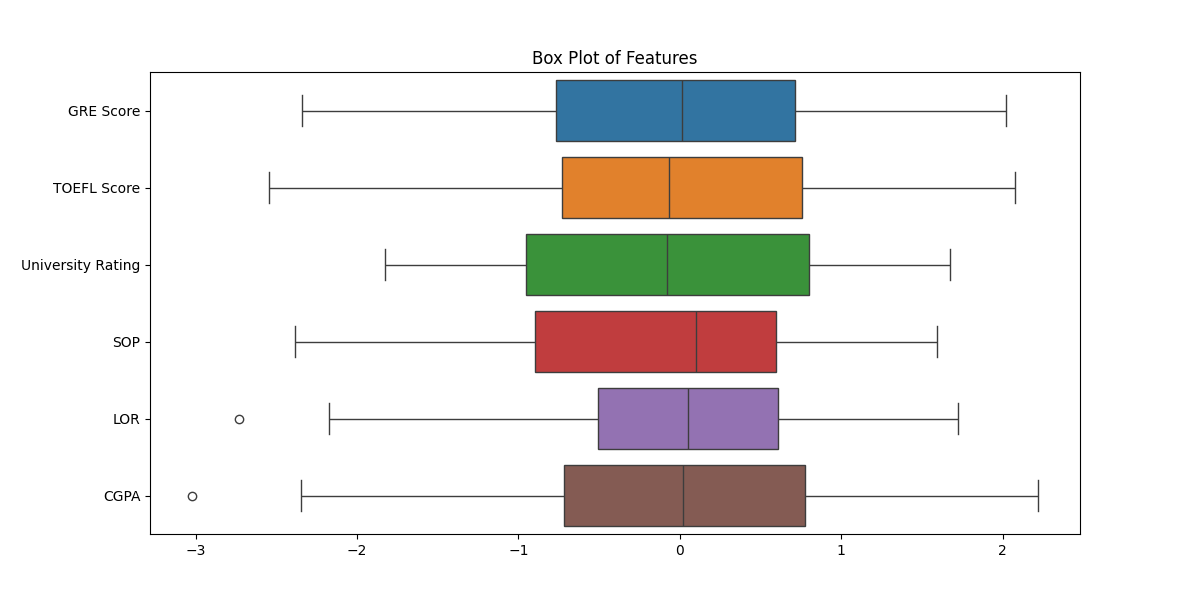 Box Plot of Features
GRE Score
TOEFL Score
University Rating
SOP
LOR
CGPA
−3 −2 −1 0 1 2